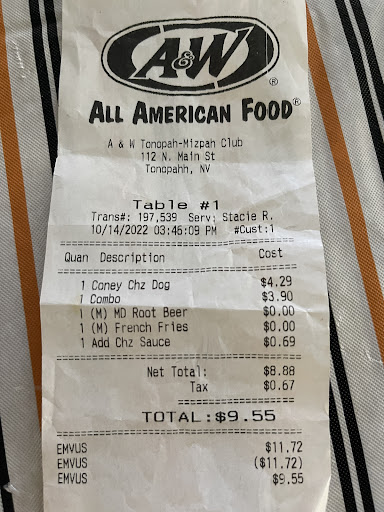 A&W ®
ALL AMERICAN FOOD®
A & W Tonopah-Mizpah Club
112 N. Main St
Tonopahh, NV
Table #1
Trans#: 197,539 Serv: Stacie R.
10/14/2022 03:46:09 PM #Cust:1
Quan Description Cost
1 Coney Chz Dog $4.29
1 Combo $3.90
1 (M) MD Root Beer $0.00
1 (M) French Fries $0.00
1 Add Chz Sauce $0.69
Net Total: $8.88
Tax $0.67
TOTAL:$9.55
EMVUS $11.72
EMVUS ($11.72)
EMVUS $9.55